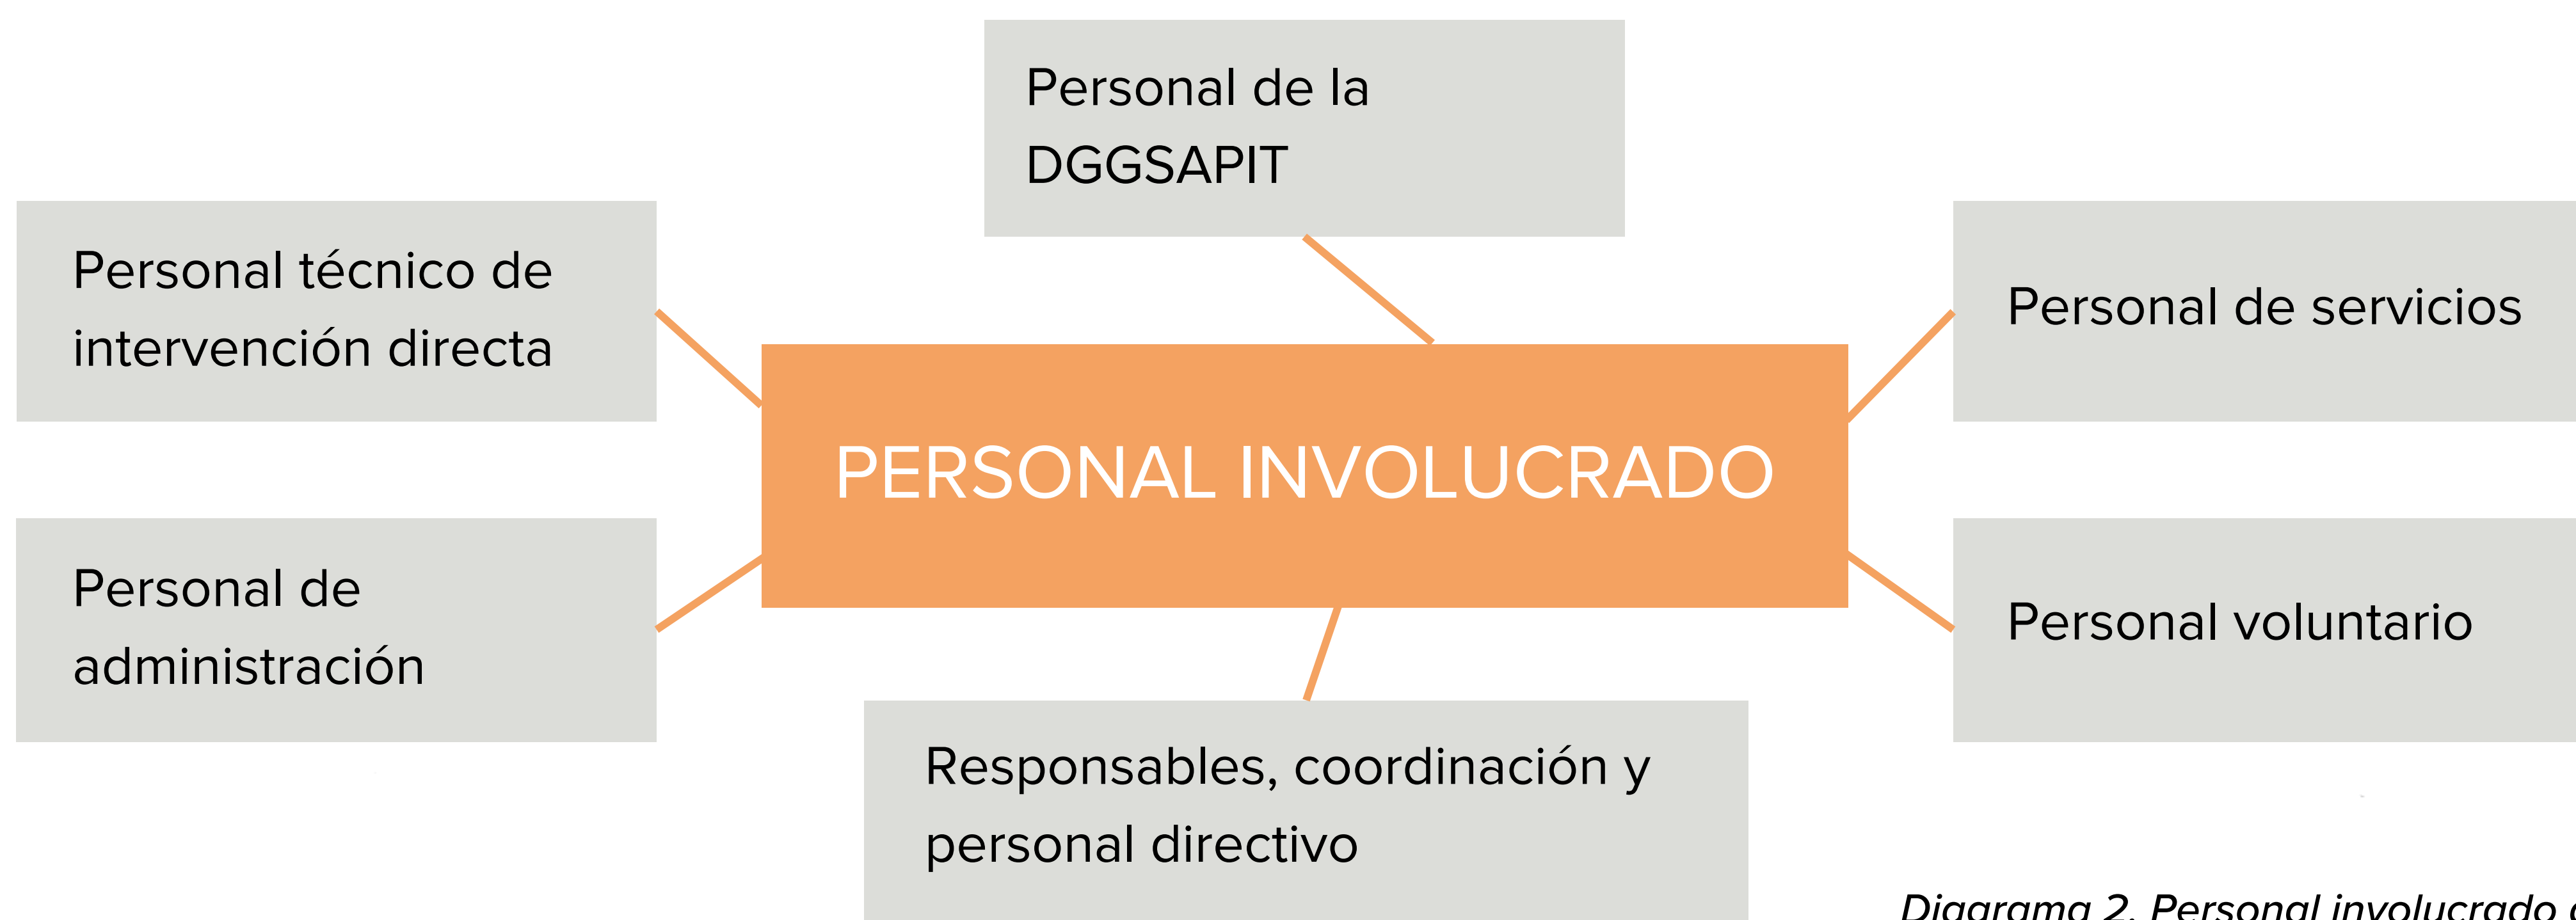 Personal de la
DGGSAPIT
Personal técnico de
intervención directa
Personal de servicios
PERSONAL INVOLUCRADO
Personal de
administración
Personal voluntario
Responsables, coordinación y
personal directivo
Diagrama 2. Personal involucrado